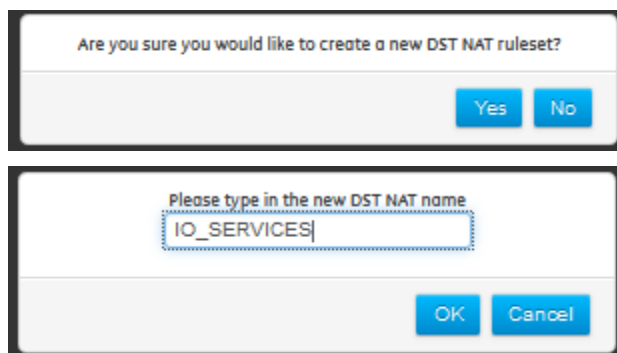 Are you sure you would like to create a new DST NAT ruleset?
Yes No
Please type in the new DST NAT name
IO_SERVICES
OK Cancel